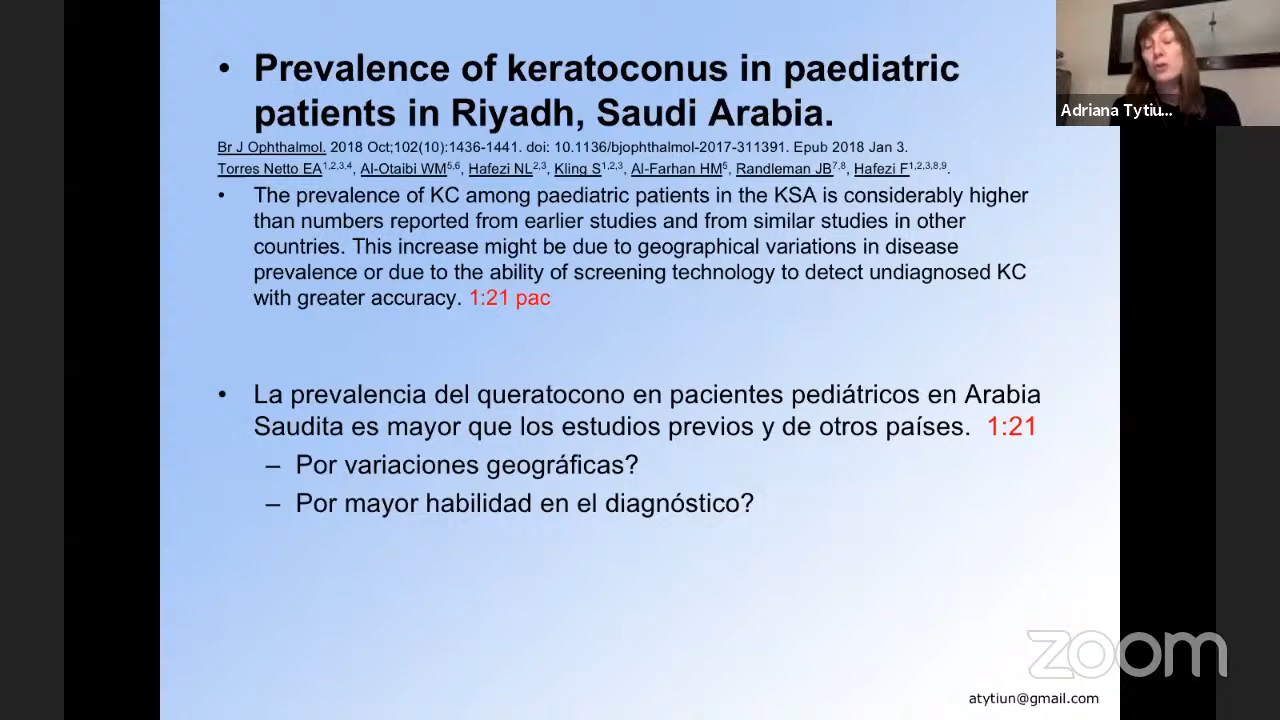 • Prevalence of keratoconus in paediatric
patients in Riyadh, Saudi Arabia.
Br J Ophthalmol. 2018 Oct;102(10):1436-1441. doi: 10.1136/bjophthalmol-2017-311391. Epub 2018 Jan 3.
Torres Netto EA1,2,3,4, Al-Otaibi WM5,6, Hafezi NL2,3, Kling S1,2,3, Al-Farhan HM5, Randleman JB7,8, Hafezi F1,2,3,8,9.
• The prevalence of KC among paediatric patients in the KSA is considerably higher
than numbers reported from earlier studies and from similar studies in other
countries. This increase might be due to geographical variations in disease
prevalence or due to the ability of screening technology to detect undiagnosed KC
with greater accuracy. 1:21 pac
• La prevalencia del queratocono en pacientes pediátricos en Arabia
Saudita es mayor que los estudios previos y de otros países. 1:21
– Por variaciones geográficas?
– Por mayor habilidad en el diagnóstico?
Adriana Tytiu...
zoom
atytiun@gmail.com